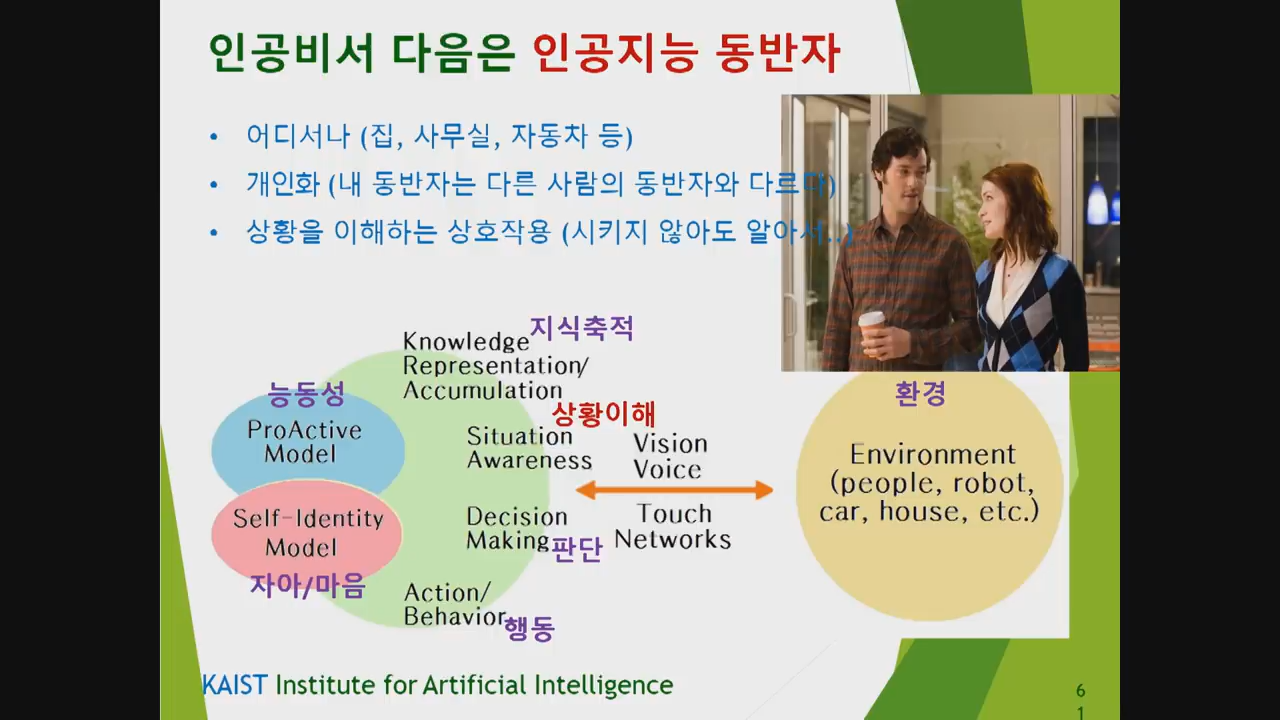 인공비서 다음은 인공지능 동반자
• 어디서나 (집, 사무실, 자동차 등)
• 개인화 (내 동반자는 다른 사람의 동반자와 다르다)
• 상황을 이해하는 상호작용 (시키지 않아도 알아서..)
지식축적
Knowledge
Representation/
Accumulation
능동성
ProActive
Model
Self-Identity
Model
자아/마음
상황이해
Situation
Awareness
Decision
Making
판단
Action/
Behavior
행동
Vision
Voice
Touch
Networks
환경
Environment
(people, robot,
car, house, etc.)
KAIST Institute for Artificial Intelligence
6
1